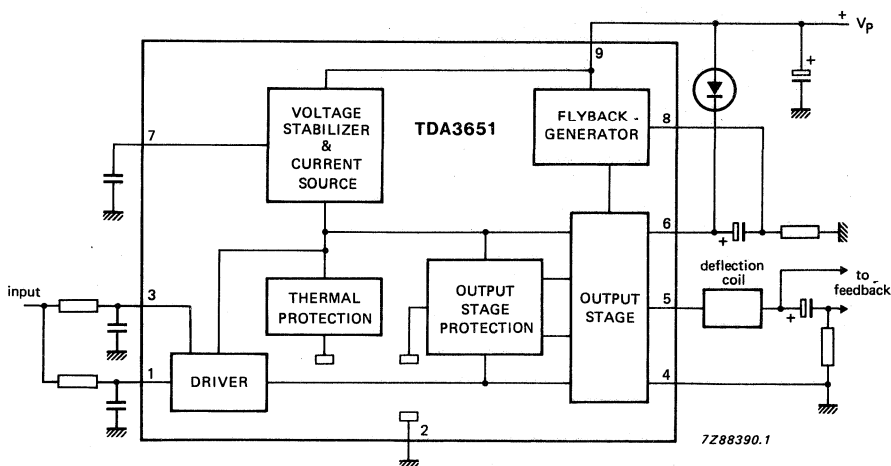 + Vp
9
+
VOLTAGE
STABILIZER
&
CURRENT
SOURCE
TDA3651
FLYBACK -
GENERATOR
8
7
6
+
deflection
coil
to
feedback
input
3
THERMAL
PROTECTION
OUTPUT
STAGE
PROTECTION
OUTPUT
STAGE
5
+
1
DRIVER
4
2
7Z88390.1